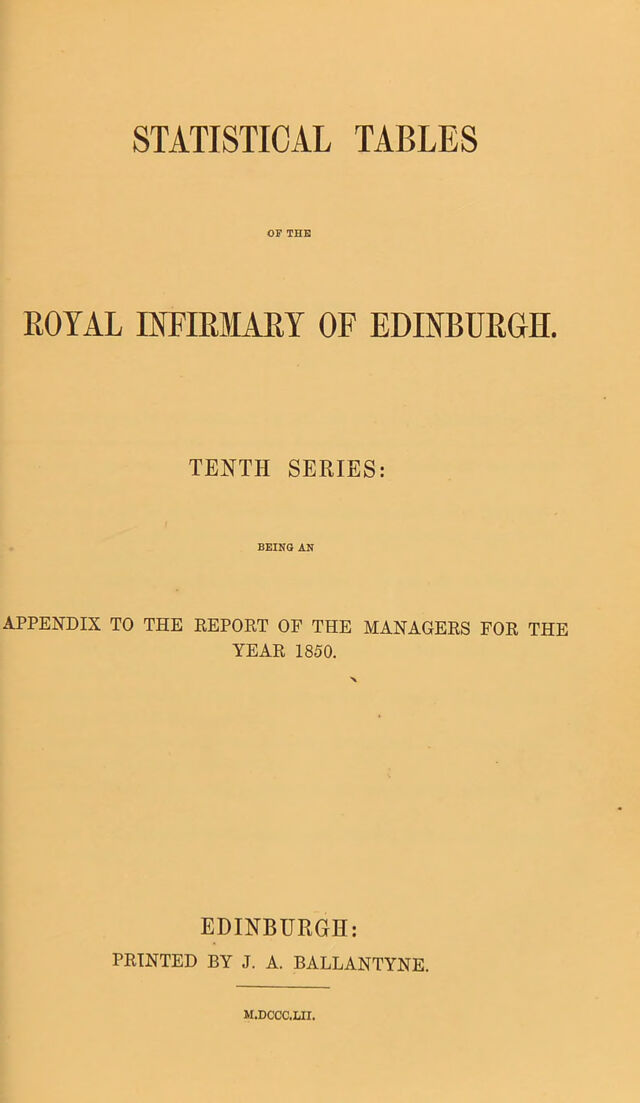 STATISTICAL TABLES
OF THE
ROYAL INFIRMARY OF EDINBURGH.
TENTH SERIES:
BEING AN
APPENDIX TO THE REPORT OF THE MANAGERS FOR THE
YEAR 1850.
EDINBURGH:
PRINTED BY J. A. BALLANTYNE.
M.DCCC.LII.